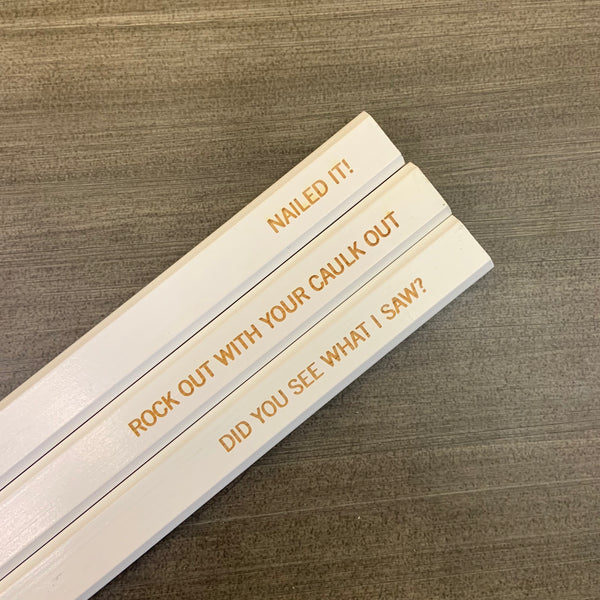 NAILED IT!
ROCK OUT WITH YOUR CAULK OUT
DID YOU SEE WHAT I SAW?